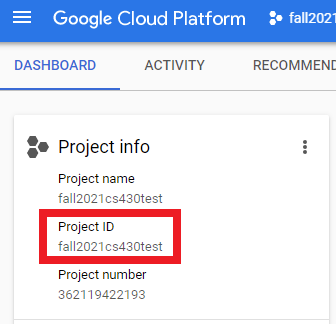 Google Cloud Platform fall2021
DASHBOARD ACTIVITY RECOMMEND
Project info
Project name
fall2021cs430test
Project ID
fall2021cs430test
Project number
362119422193